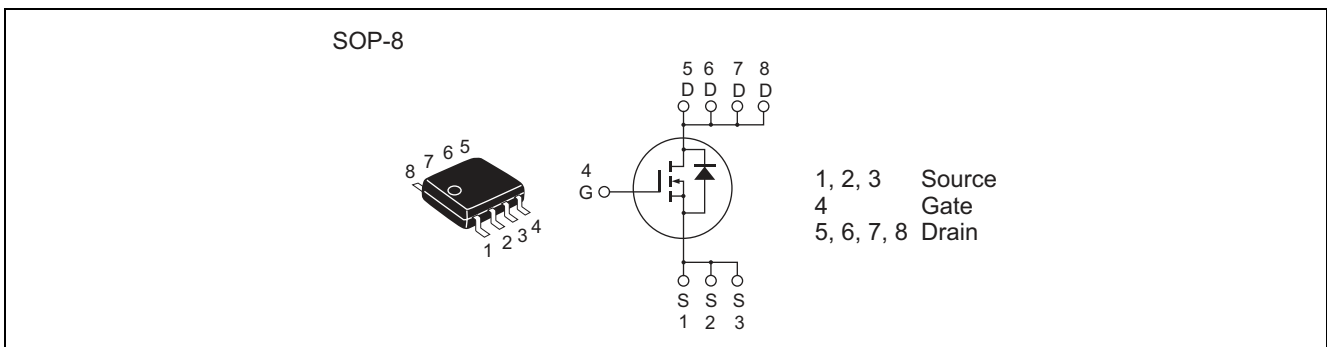 SOP-8
8 7 6 5
1 2 3 4
5 6 7 8
D D D D
4
G
S S S
1 2 3
1, 2, 3 Source
4 Gate
5, 6, 7, 8 Drain